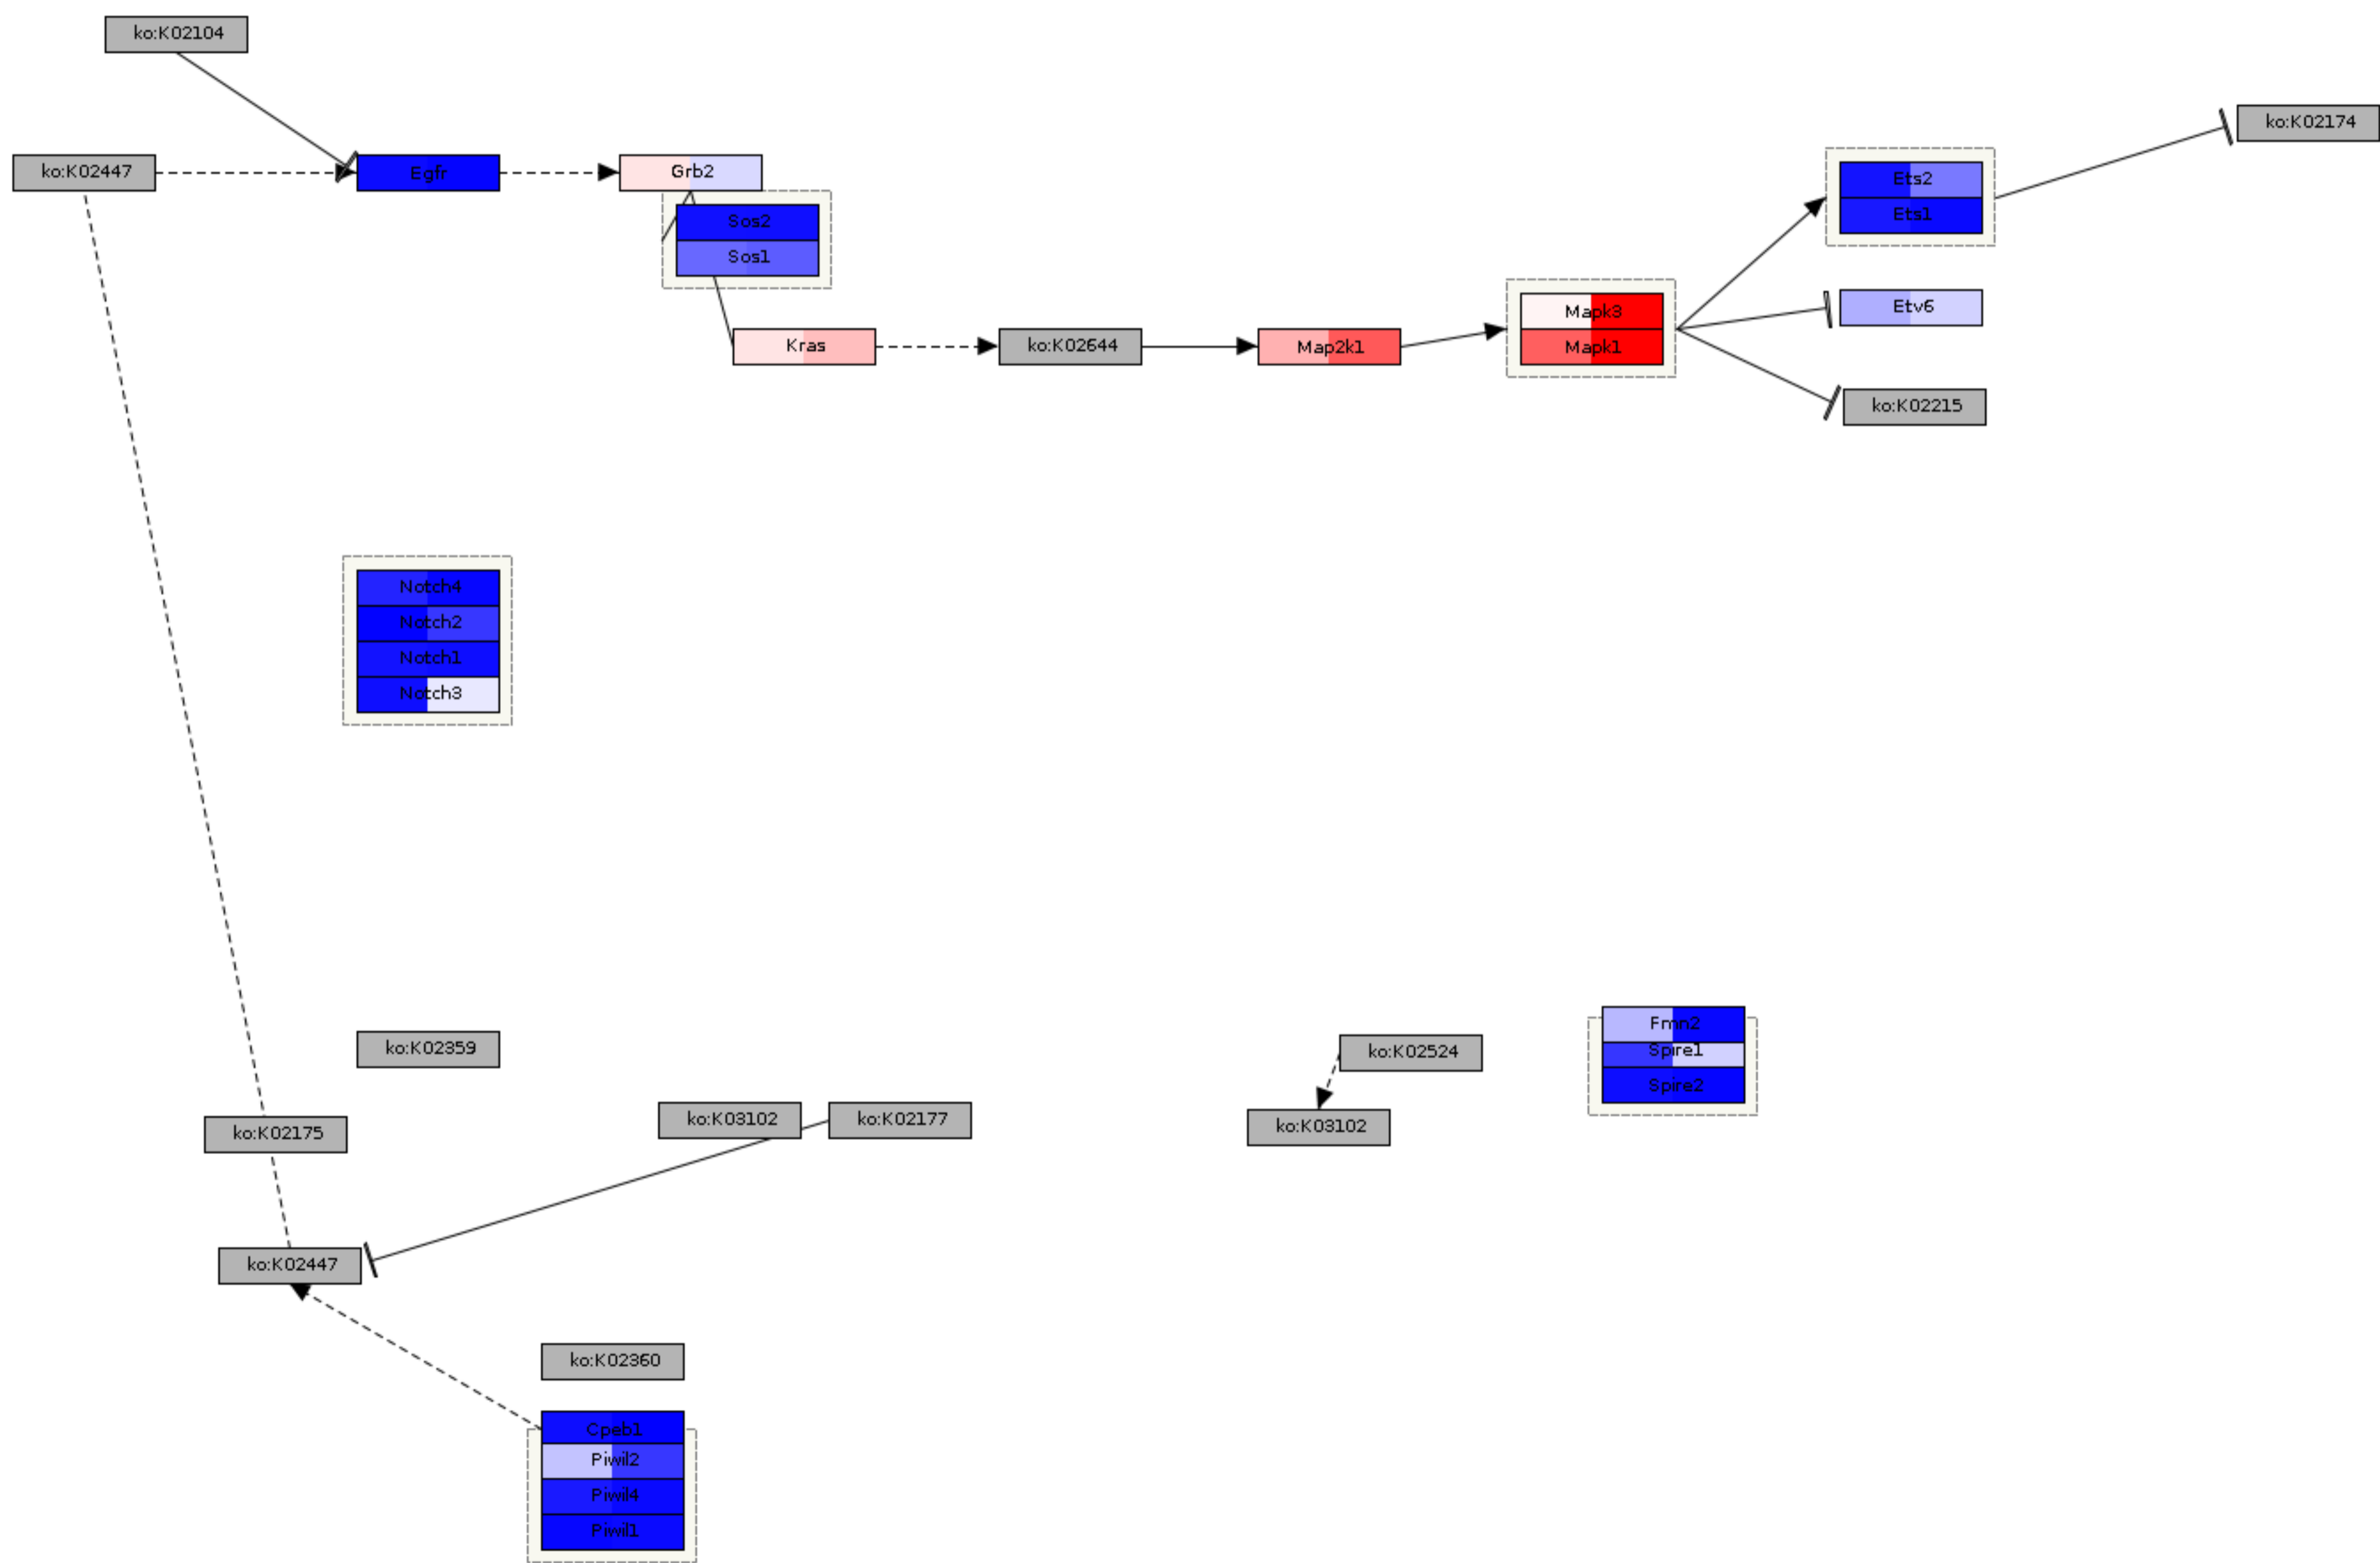 ko:K02104
ko:K02447
Egfr
Grb2
ko:K02174
Ets2
Ets1
Sos2
Sos1
Etv6
Mapk3
Mapk1
Kras
ko:K02644
Map2k1
ko:K02215
Notch4
Notch2
Notch1
Notch3
ko:K02359
ko:K02524
Fmn2
Spire1
Spire2
ko:K02175
ko:K03102
ko:K02177
ko:K03102
ko:K02447
ko:K02360
Cpeb1
Piwil2
Piwil4
Piwil1